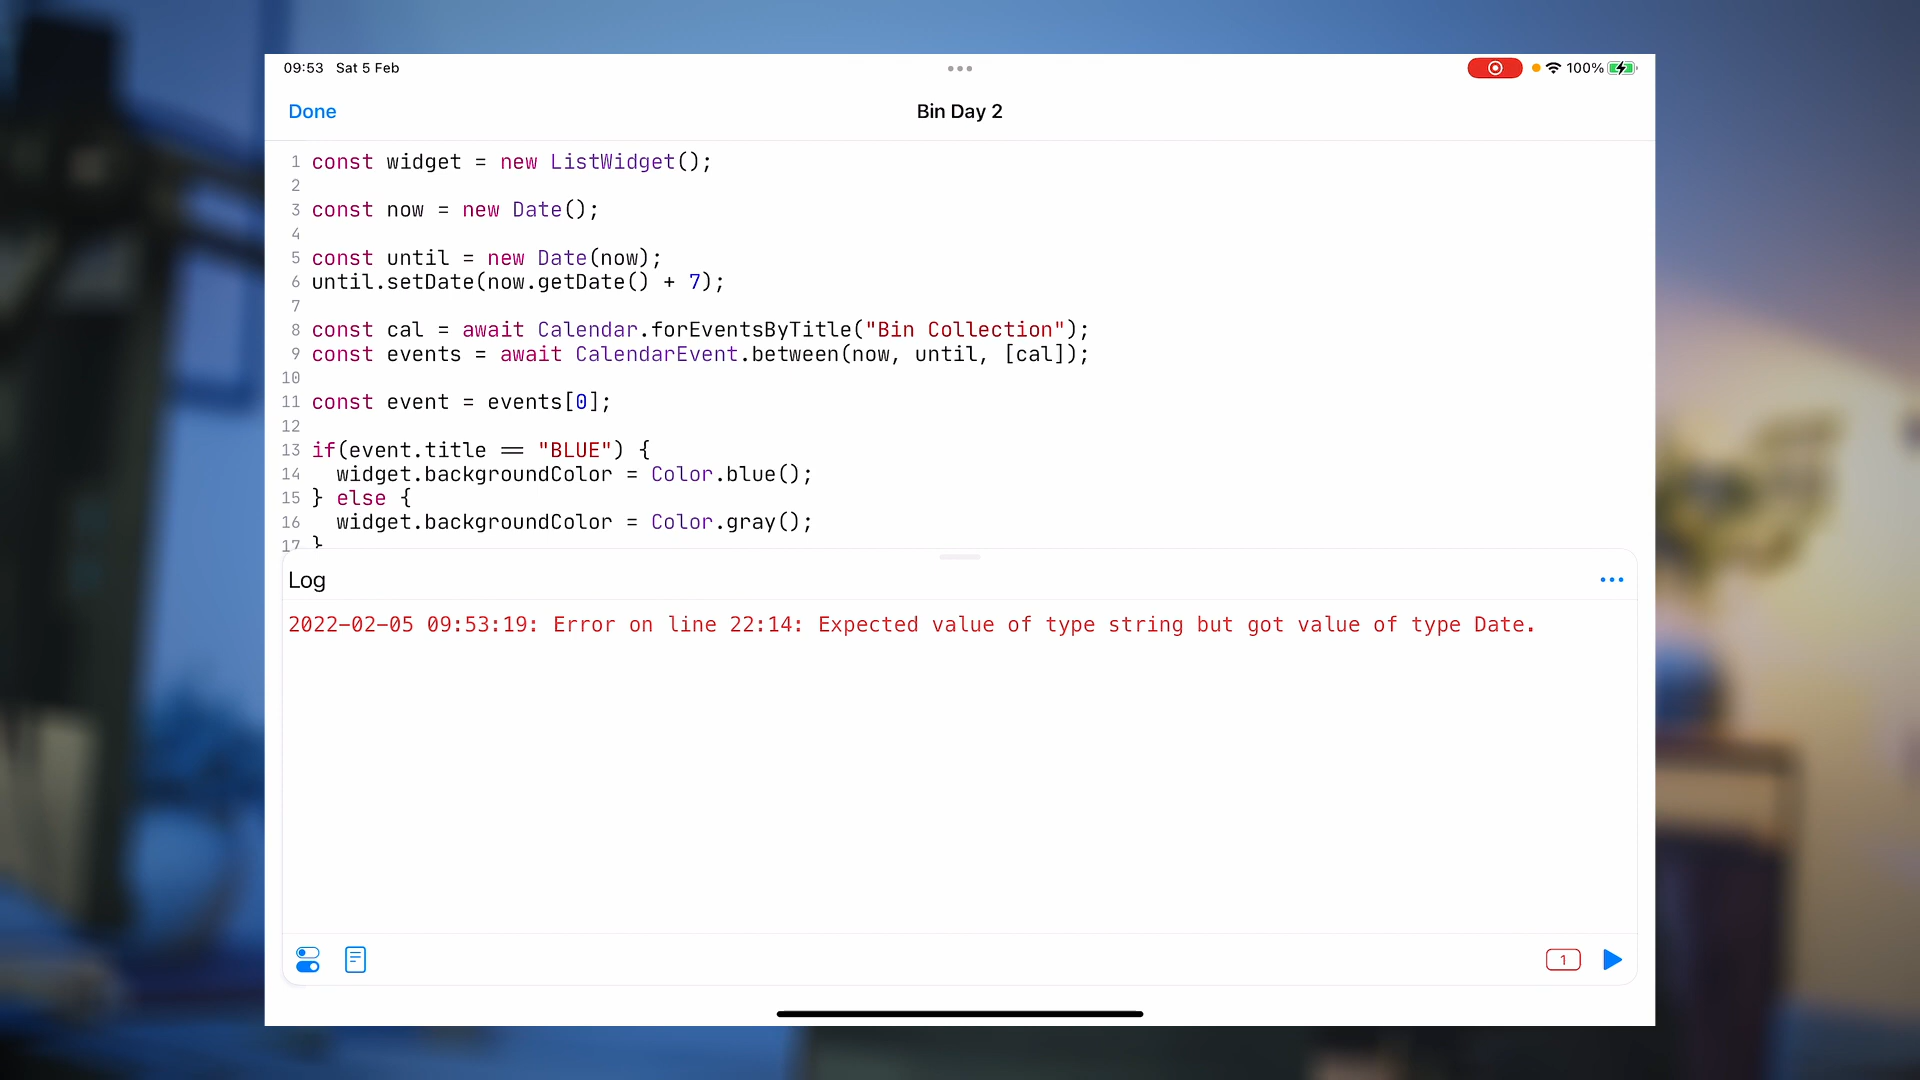 09:53 Sat 5 Feb
100%
Done
Bin Day 2
1 const widget = new ListWidget();
2
3 const now = new Date();
4
5 const until = new Date(now);
6 until.setDate(now.getDate() + 7);
7
8 const cal = await Calendar.forEventsByTitle("Bin Collection");
9 const events = await CalendarEvent.between(now, until, [cal]);
10
11 const event = events[0];
12
13 if(event.title == "BLUE") {
14 widget.backgroundColor = Color.blue();
15 } else {
16 widget.backgroundColor = Color.gray();
17 }
Log
2022-02-05 09:53:19: Error on line 22:14: Expected value of type string but got value of type Date.
1